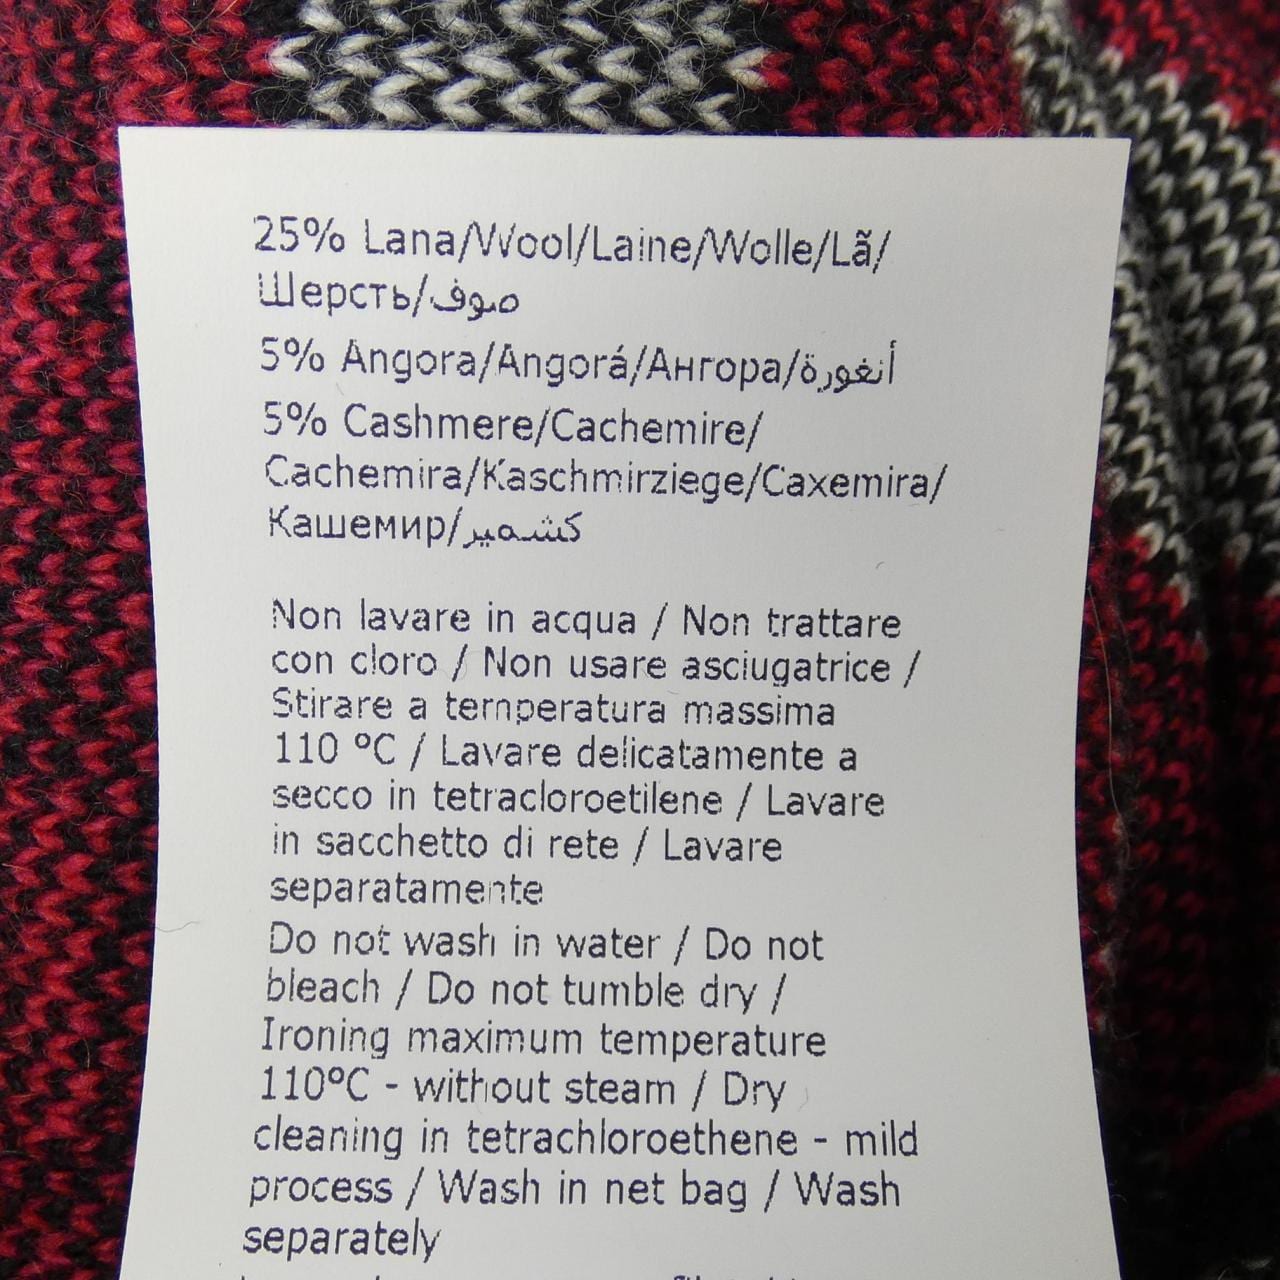 25% Lana/Wool/Laine/Wolle/Lã/
Шерсть/صوف
5% Angora/Angorá/Ангора/أنغورة
5% Cashmere/Cachemire/
Cachemira/Kaschmirziege/Caxemira/
Кашемир/كشمير
Non lavare in acqua / Non trattare
con cloro / Non usare asciugatrice /
Stirare a temperatura massima
110 °C / Lavare delicatamente a
secco in tetracloroetilene / Lavare
in sacchetto di rete / Lavare
separatamente
Do not wash in water / Do not
bleach / Do not tumble dry /
Ironing maximum temperature
110°C - without steam / Dry
cleaning in tetrachloroethene - mild
process / Wash in net bag / Wash
separately